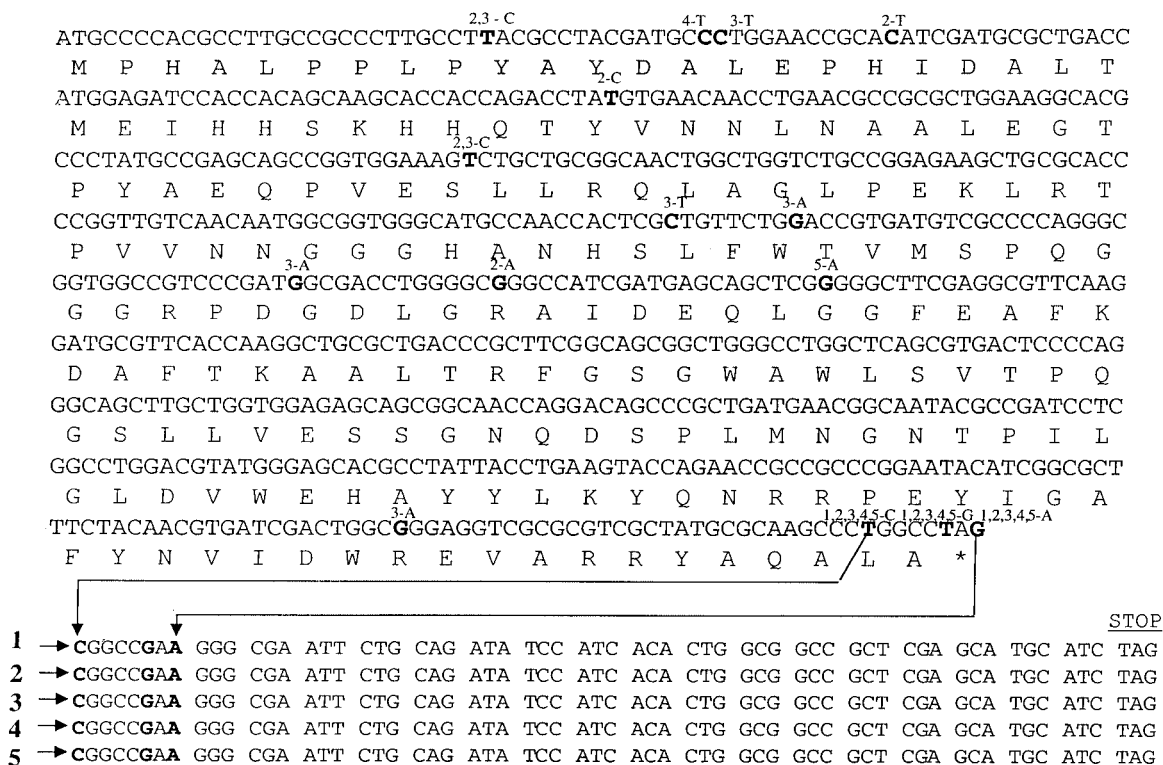 2,3 - C 4-T 3-T 2-T
ATGCCCCACGCCTTGCCGCCCTTGCCTTACGCCTACGATGCCCTGGAACCGCACATCGATGCGCTGACC
M P H A L P P L P Y A Y D A L E P H I D A L T
2-C
ATGGAGATCCACCACAGCAAGCACCACCAGACCTATGTGAACAACCTGAACGCCGCGCTGGAAGGCACG
M E I H H S K H H Q T Y V N N L N A A L E G T
2,3-C
CCCTATGCCGAGCAGCCGGTGGAAAGTCTGCTGCGGCAACTGGCTGGTCTGCCGGAGAAGCTGCGCACC
P Y A E Q P V E S L L R Q L A G L P E K L R T
3-T 3-A
CCGGTTGTCAACAATGGCGGTGGGCATGCCAACCACTCGCTGTTCTGGACCGTGATGTCGCCCCAGGGC
P V V N N G G G H A N H S L F W T V M S P Q G
3-A 2-A 5-A
GGTGGCCGTCCCGATGGCGACCTGGGGCGGGCCATCGATGAGCAGCTCGGGGGCTTCGAGGCGTTCAAG
G G R P D G D L G R A I D E Q L G G F E A F K
GATGCGTTCACCAAGGCTGCGCTGACCCGCTTCGGCAGCGGCTGGGCCTGGCTCAGCGTGACTCCCCAG
D A F T K A A L T R F G S G W A W L S V T P Q
GGCAGCTTGCTGGTGGAGAGCAGCGGCAACCAGGACAGCCCGCTGATGAACGGCAATACGCCGATCCTC
G S L L V E S S G N Q D S P L M N G N T P I L
GGCCTGGACGTATGGGAGCACGCCTATTACCTGAAGTACCAGAACCGCCGCCCGGAATACATCGGCGCT
G L D V W E H A Y Y L K Y Q N R R P E Y I G A
3-A 1,2,3,4,5-C 1,2,3,4,5-G 1,2,3,4,5-A
TTCTACAACGTGATCGACTGGCGGGAGGTCGCGCGTCGCTATGCGCAAGCCCTGGCCTAG
F Y N V I D W R E V A R R Y A Q A L A *
STOP
1 CGGCCGAA GGG CGA ATT CTG CAG ATA TCC ATC ACA CTG GCG GCC GCT CGA GCA TGC ATC TAG
2 CGGCCGAA GGG CGA ATT CTG CAG ATA TCC ATC ACA CTG GCG GCC GCT CGA GCA TGC ATC TAG
3 CGGCCGAA GGG CGA ATT CTG CAG ATA TCC ATC ACA CTG GCG GCC GCT CGA GCA TGC ATC TAG
4 CGGCCGAA GGG CGA ATT CTG CAG ATA TCC ATC ACA CTG GCG GCC GCT CGA GCA TGC ATC TAG
5 CGGCCGAA GGG CGA ATT CTG CAG ATA TCC ATC ACA CTG GCG GCC GCT CGA GCA TGC ATC TAG